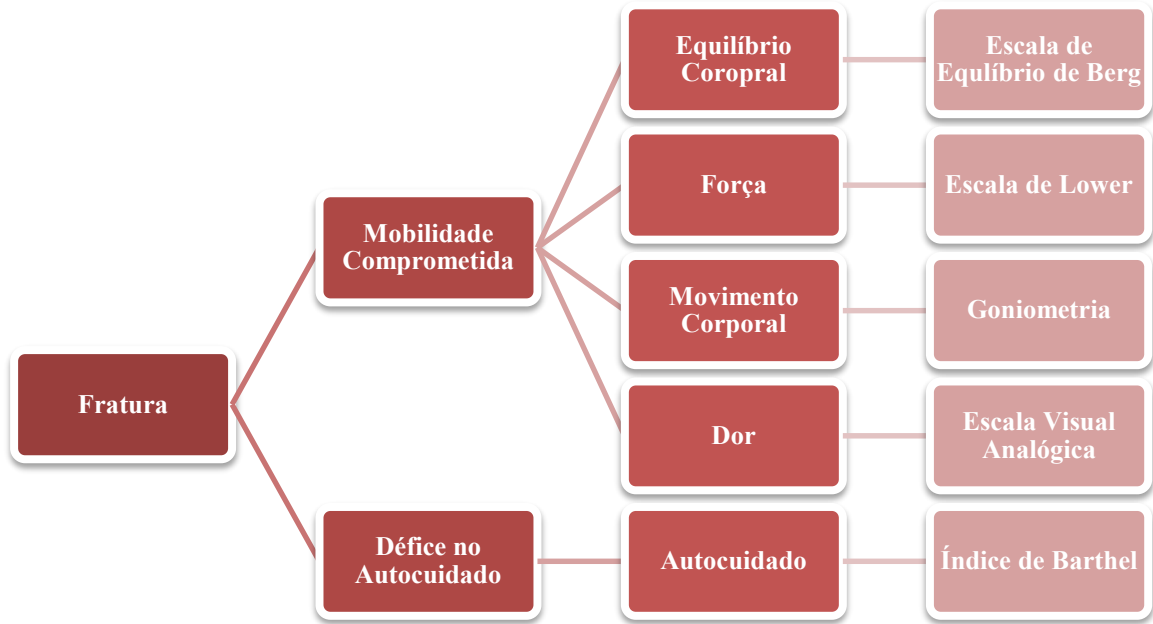 Equilíbrio
Coropral
Escala de
Equlíbrio de Berg
Força
Escala de Lower
Mobilidade
Comprometida
Movimento
Corporal
Goniometria
Fratura
Dor
Escala Visual
Analógica
Défice no
Autocuidado
Autocuidado
Índice de Barthel